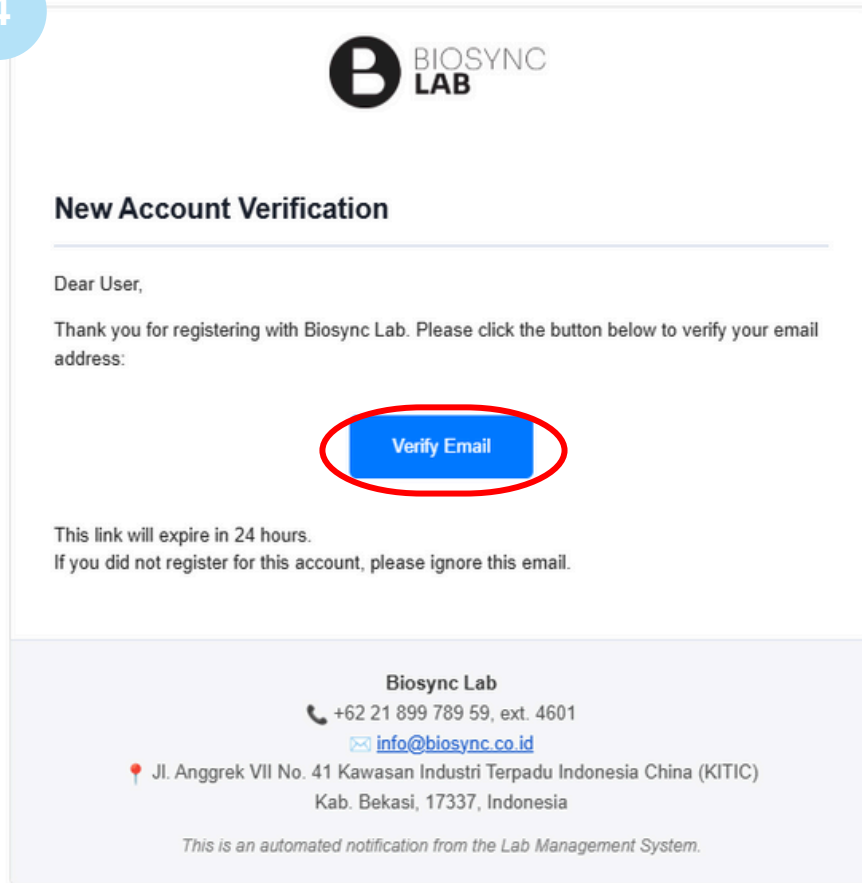 4
BIOSYNC
LAB
New Account Verification
Dear User,
Thank you for registering with Biosync Lab. Please click the button below to verify your email
address:
Verify Email
This link will expire in 24 hours.
If you did not register for this account, please ignore this email.
Biosync Lab
+62 21 899 789 59, ext. 4601
info@biosync.co.id
Jl. Anggrek VII No. 41 Kawasan Industri Terpadu Indonesia China (KITIC)
Kab. Bekasi, 17337, Indonesia
This is an automated notification from the Lab Management System.